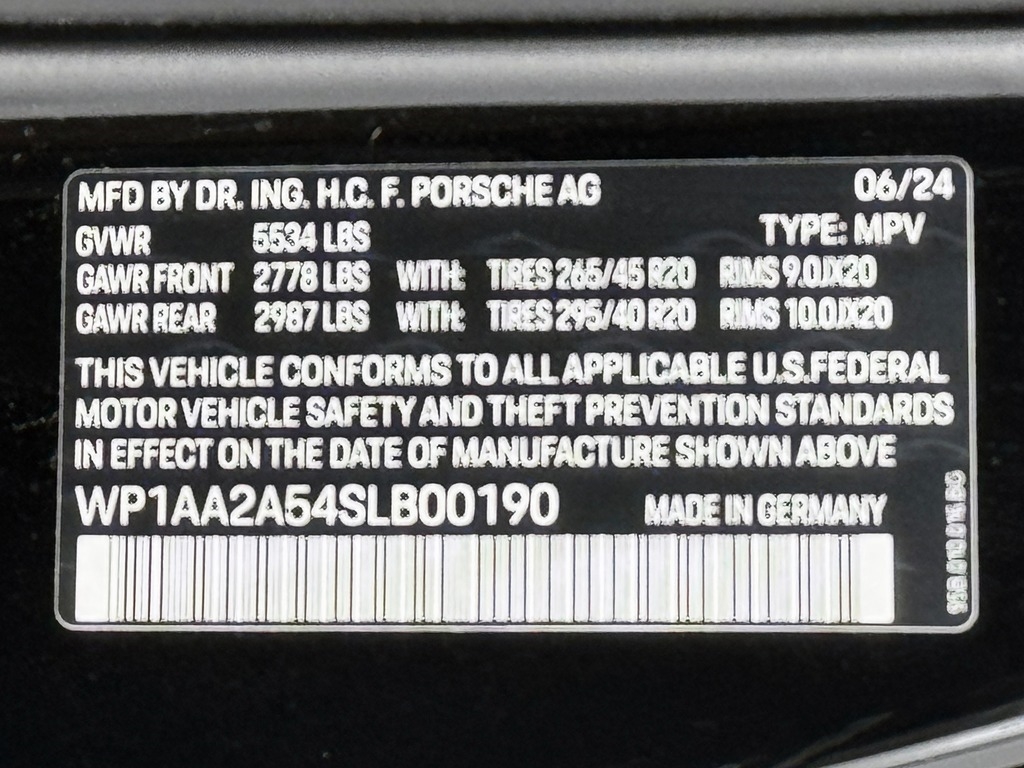 MFD BY DR. ING. H.C. F. PORSCHE AG 06/24
GVWR 5534 LBS TYPE: MPV
GAWR FRONT 2778 LBS WITH: TIRES 265/45 R20 RIMS 9.0JX20
GAWR REAR 2987 LBS WITH: TIRES 295/40 R20 RIMS 10.0JX20
THIS VEHICLE CONFORMS TO ALL APPLICABLE U.S.FEDERAL
MOTOR VEHICLE SAFETY AND THEFT PREVENTION STANDARDS
IN EFFECT ON THE DATE OF MANUFACTURE SHOWN ABOVE
WP1AA2A54SLB00190 MADE IN GERMANY